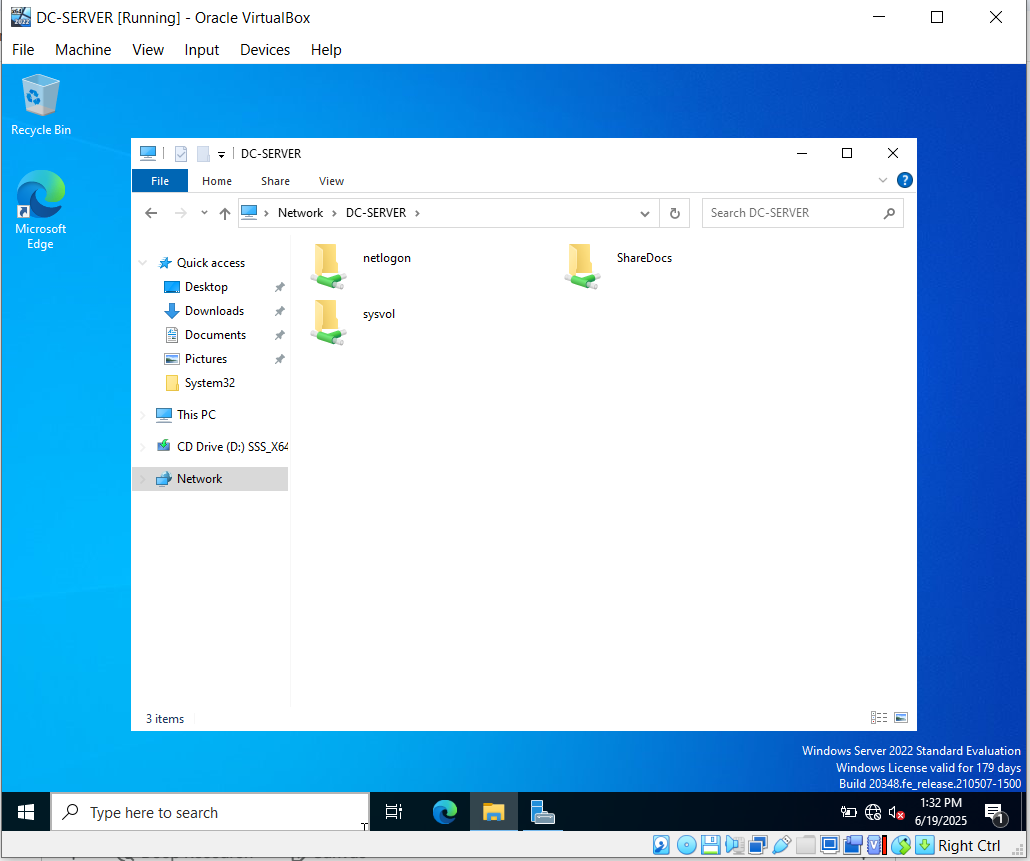 DC-SERVER [Running] - Oracle VirtualBox
File Machine View Input Devices Help
Recycle Bin
Microsoft
Edge
DC-SERVER
File Home Share View
Network DC-SERVER
Search DC-SERVER
Quick access
Desktop
Downloads
Documents
Pictures
System32
This PC
CD Drive (D:) SSS_X64
Network
netlogon
ShareDocs
sysvol
3 items
Windows Server 2022 Standard Evaluation
Windows License valid for 179 days
Build 20348.fe_release.210507-1500
Type here to search
1:32 PM
6/19/2025
1
Right Ctrl